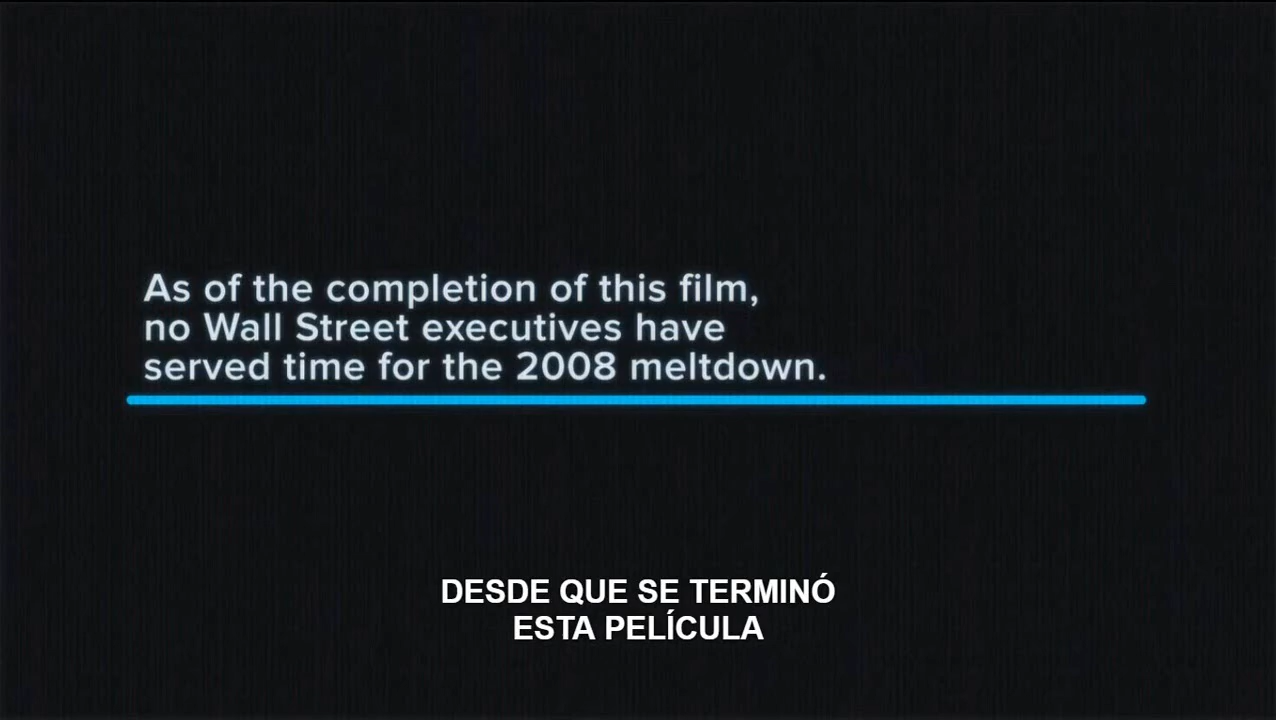 As of the completion of this film,
no Wall Street executives have
served time for the 2008 meltdown.
DESDE QUE SE TERMINÓ
ESTA PELÍCULA